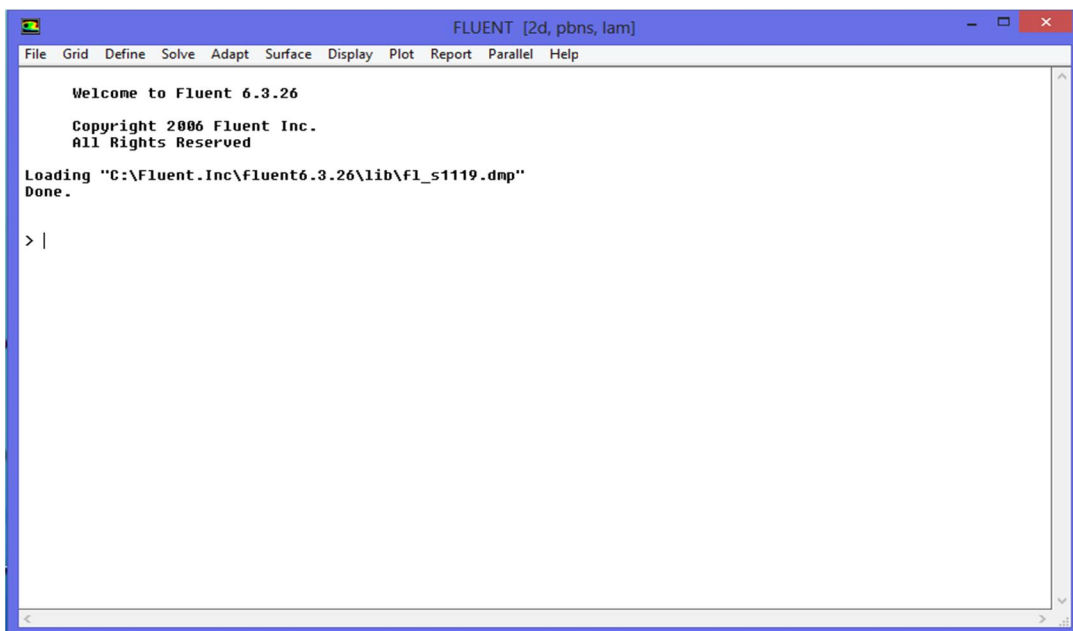 FLUENT [2d, pbns, lam]
File Grid Define Solve Adapt Surface Display Plot Report Parallel Help
Welcome to Fluent 6.3.26
Copyright 2006 Fluent Inc.
All Rights Reserved
Loading "C:\Fluent.Inc\fluent6.3.26\lib\fl_s1119.dmp"
Done.
>